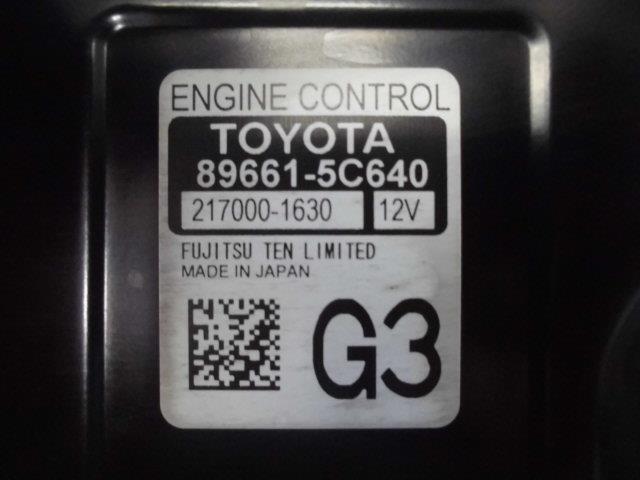 ENGINE CONTROL
TOYOTA
89661-5C640
217000-1630 12V
FUJITSU TEN LIMITED
MADE IN JAPAN
G3